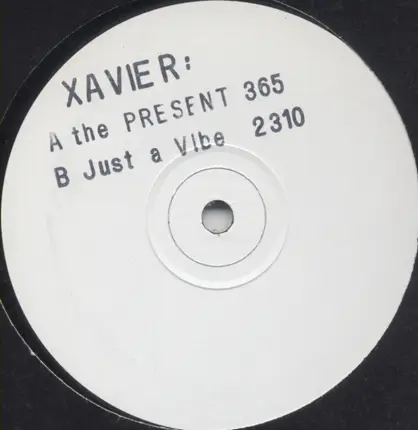 XAVIER:
A the PRESENT 365
B Just a Vibe 2310